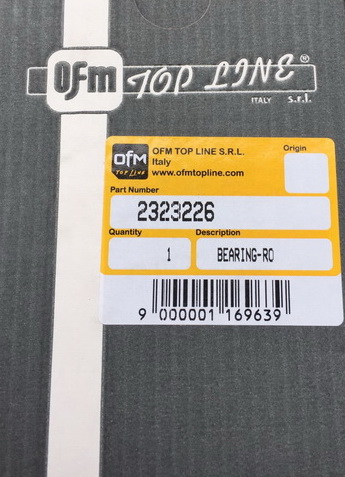 OFM TOP LINE ®
ITALY s.r.l.
OFM TOP LINE
OFM TOP LINE S.R.L.
Italy
www.ofmtopline.com
Origin
Part Number
2323226
Quantity Description
1 BEARING-RO
9 000001 169639